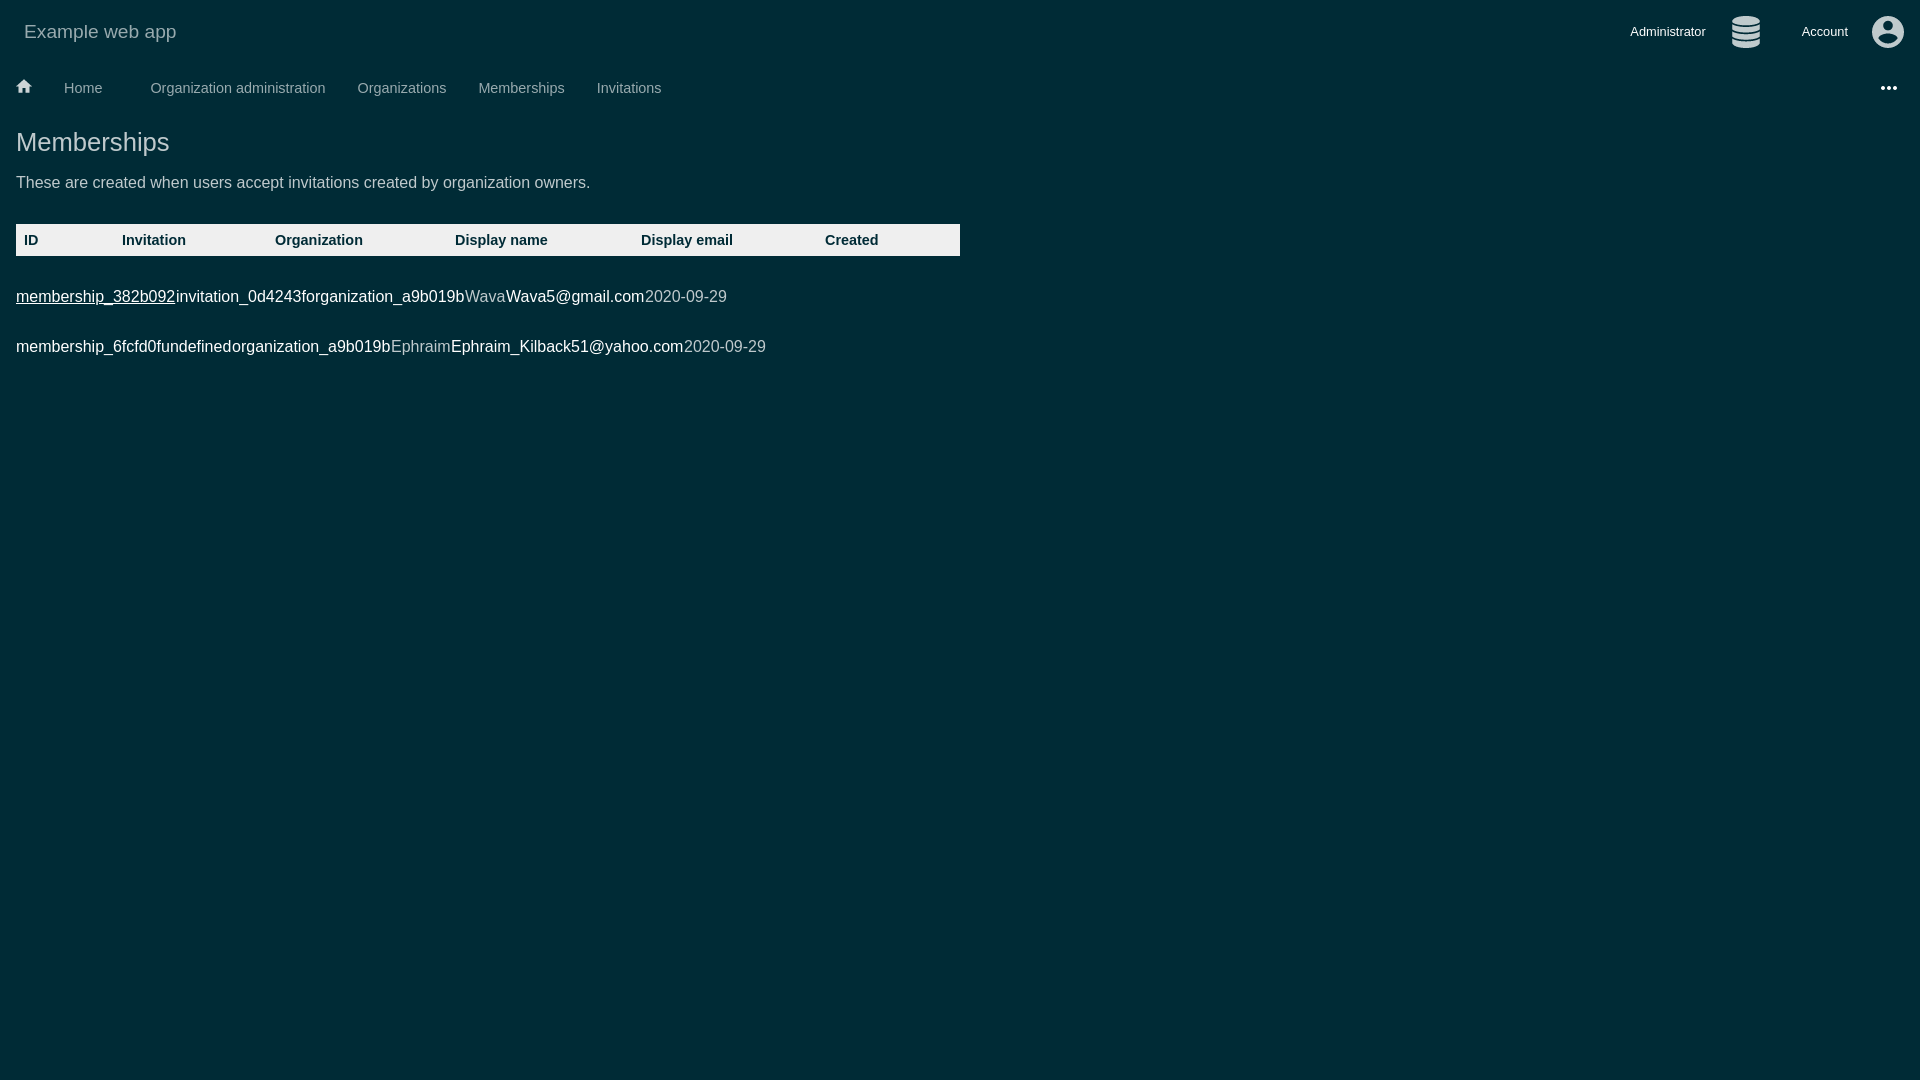 Example web app Administrator Account
Home Organization administration Organizations Memberships Invitations
Memberships
These are created when users accept invitations created by organization owners.
ID Invitation Organization Display name Display email Created
membership_382b092invitation_0d4243forganization_a9b019bWavaWava5@gmail.com2020-09-29
membership_6fcfd0fundefinedorganization_a9b019bEphraimEphraim_Kilback51@yahoo.com2020-09-29